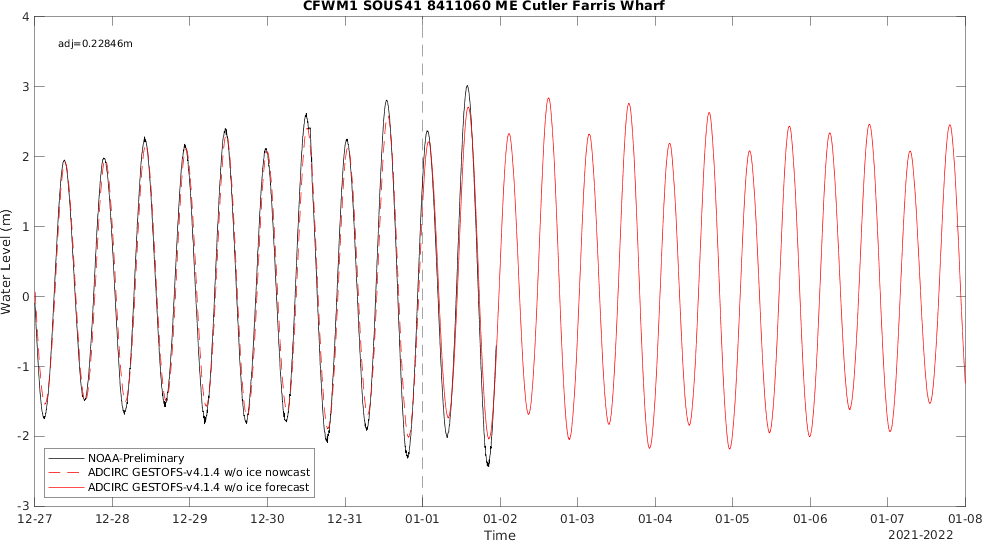 CFWM1 SOUS41 8411060 ME Cutler Farris Wharf
adj=0.22846m
4
3
2
1
0
-1
-2
-3
Water Level (m)
NOAA-Preliminary
ADCIRC GESTOFS-v4.1.4 w/o ice nowcast
ADCIRC GESTOFS-v4.1.4 w/o ice forecast
12-27 12-28 12-29 12-30 12-31 01-01 01-02 01-03 01-04 01-05 01-06 01-07 01-08
Time
2021-2022